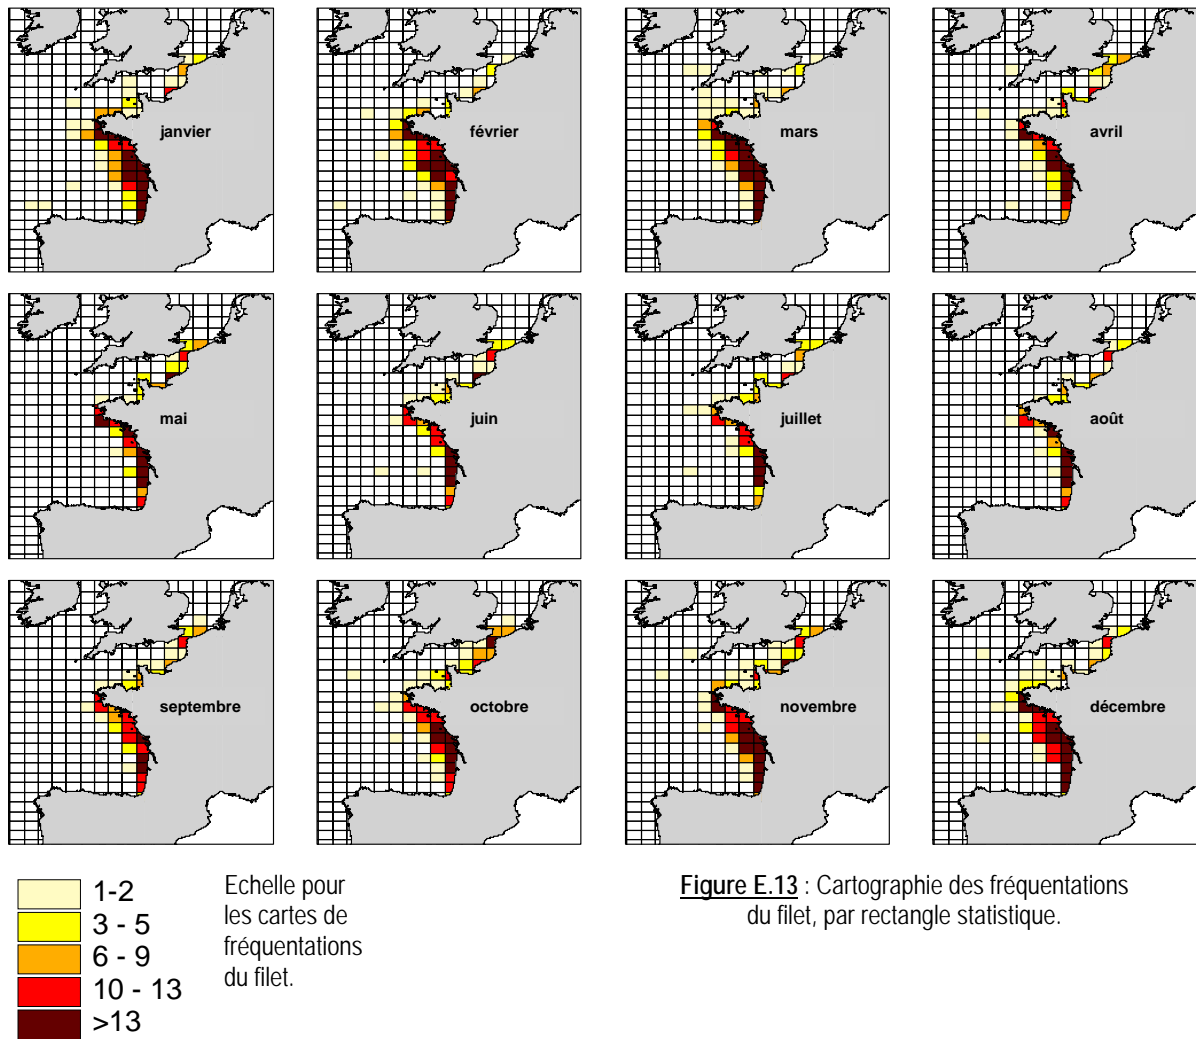 janvier
février
mars
avril
mai
juin
juillet
août
septembre
octobre
novembre
décembre
1-2
3 - 5
6 - 9
10 - 13
>13
Echelle pour
les cartes de
fréquentations
du filet.
Figure E.13 : Cartographie des fréquentations
du filet, par rectangle statistique.